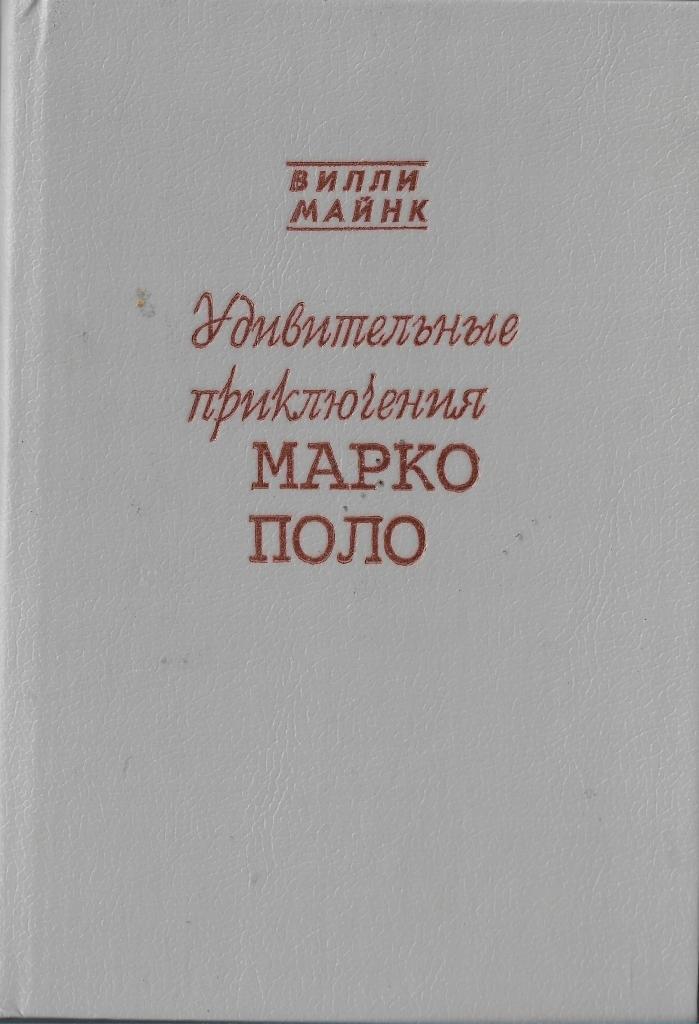 ВИЛЛИ
МАЙНК
Удивительные
приключения
МАРКО
ПОЛО